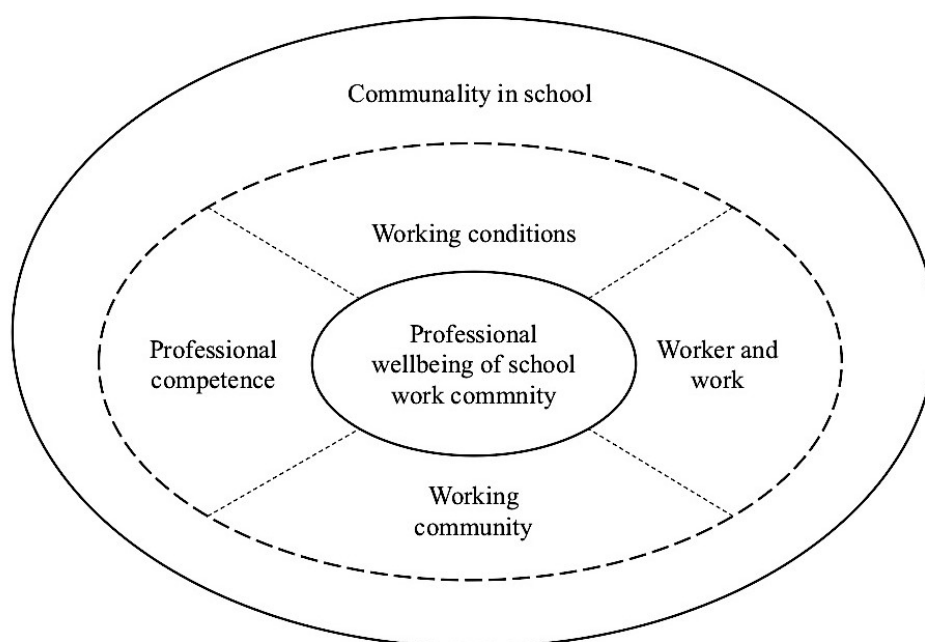 Communality in school
Working conditions
Professional
competence
Professional
wellbeing of school
work commnity
Worker and
work
Working
community